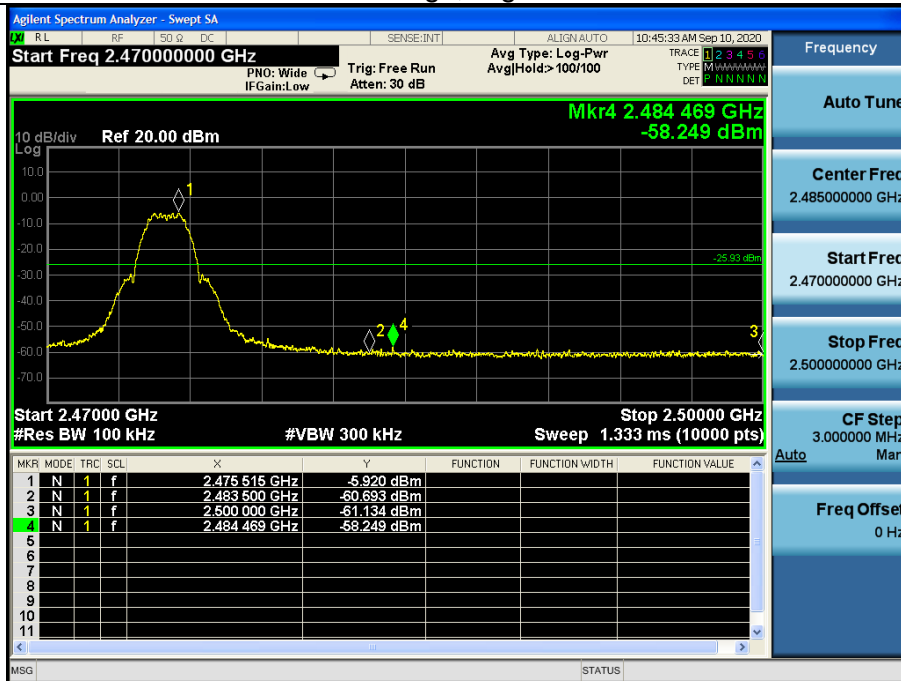 Agilent Spectrum Analyzer - Swept SA
LXI RL RF 50 Ω DC SENSE:INT ALIGN AUTO 10:45:33 AM Sep 10, 2020
Start Freq 2.470000000 GHz
PNO: Wide
IFGain:Low
Trig: Free Run
Atten: 30 dB
Avg Type: Log-Pwr
Avg|Hold:>100/100
TRACE 1 2 3 4 5 6
TYPE M WWWWW
DET P N N N N N
Mkr4 2.484 469 GHz
-58.249 dBm
10 dB/div Ref 20.00 dBm
Log
10.0
0.00
-10.0
-20.0
-30.0
-40.0
-50.0
-60.0
-70.0
1
-25.93 dBm
2
4
3
Start 2.47000 GHz Stop 2.50000 GHz
#Res BW 100 kHz #VBW 300 kHz Sweep 1.333 ms (10000 pts)
MKR MODE TRC SCL X Y FUNCTION FUNCTION WIDTH FUNCTION VALUE
1 N 1 f 2.475 515 GHz -5.920 dBm
2 N 1 f 2.483 500 GHz -60.693 dBm
3 N 1 f 2.500 000 GHz -61.134 dBm
4 N 1 f 2.484 469 GHz -58.249 dBm
5
6
7
8
9
10
11
MSG STATUS
Frequency
Auto Tune
Center Freq
2.485000000 GHz
Start Freq
2.470000000 GHz
Stop Freq
2.500000000 GHz
CF Step
3.000000 MHz
Auto Man
Freq Offset
0 Hz